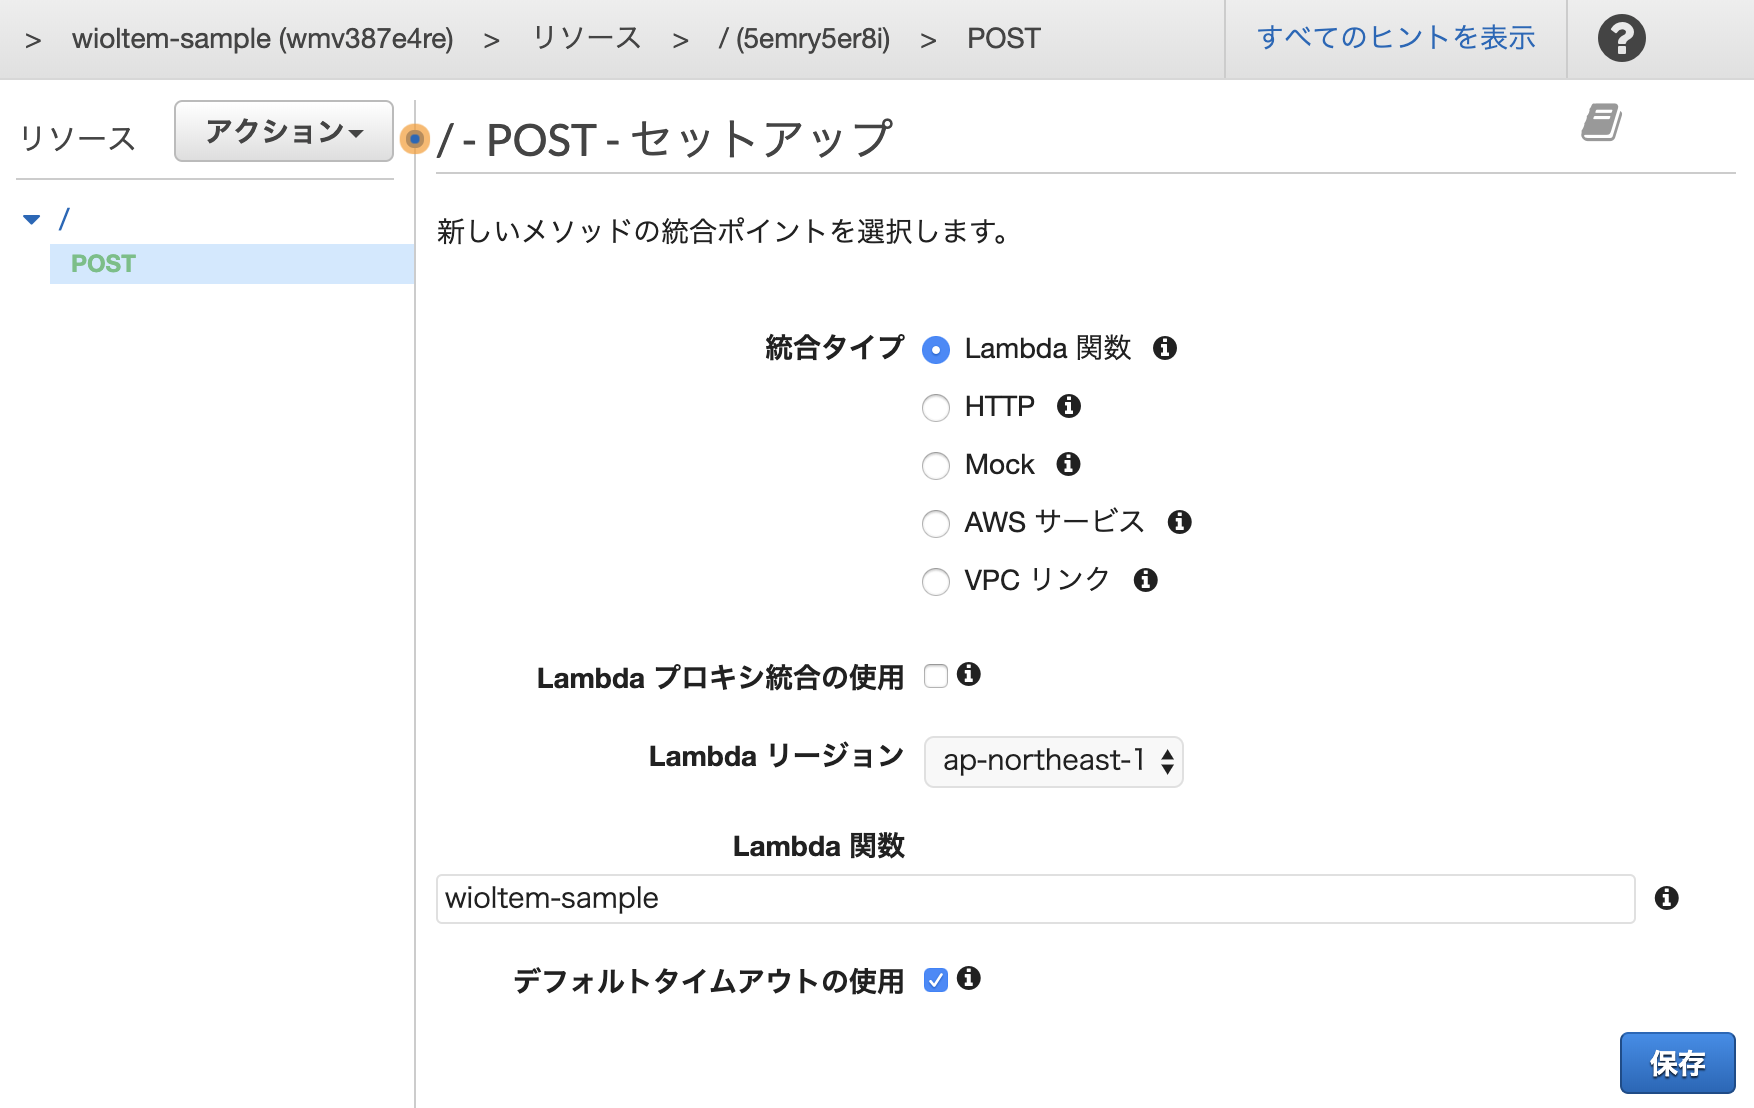 > wioltem-sample (wmv387e4re) > リソース > / (5emry5er8i) > POST すべてのヒントを表示 ?
リソース アクション
/ - POST - セットアップ
/
POST
新しいメソッドの統合ポイントを選択します。
統合タイプ Lambda 関数
HTTP
Mock
AWS サービス
VPC リンク
Lambda プロキシ統合の使用
Lambda リージョン ap-northeast-1
Lambda 関数
wioltem-sample
デフォルトタイムアウトの使用
保存